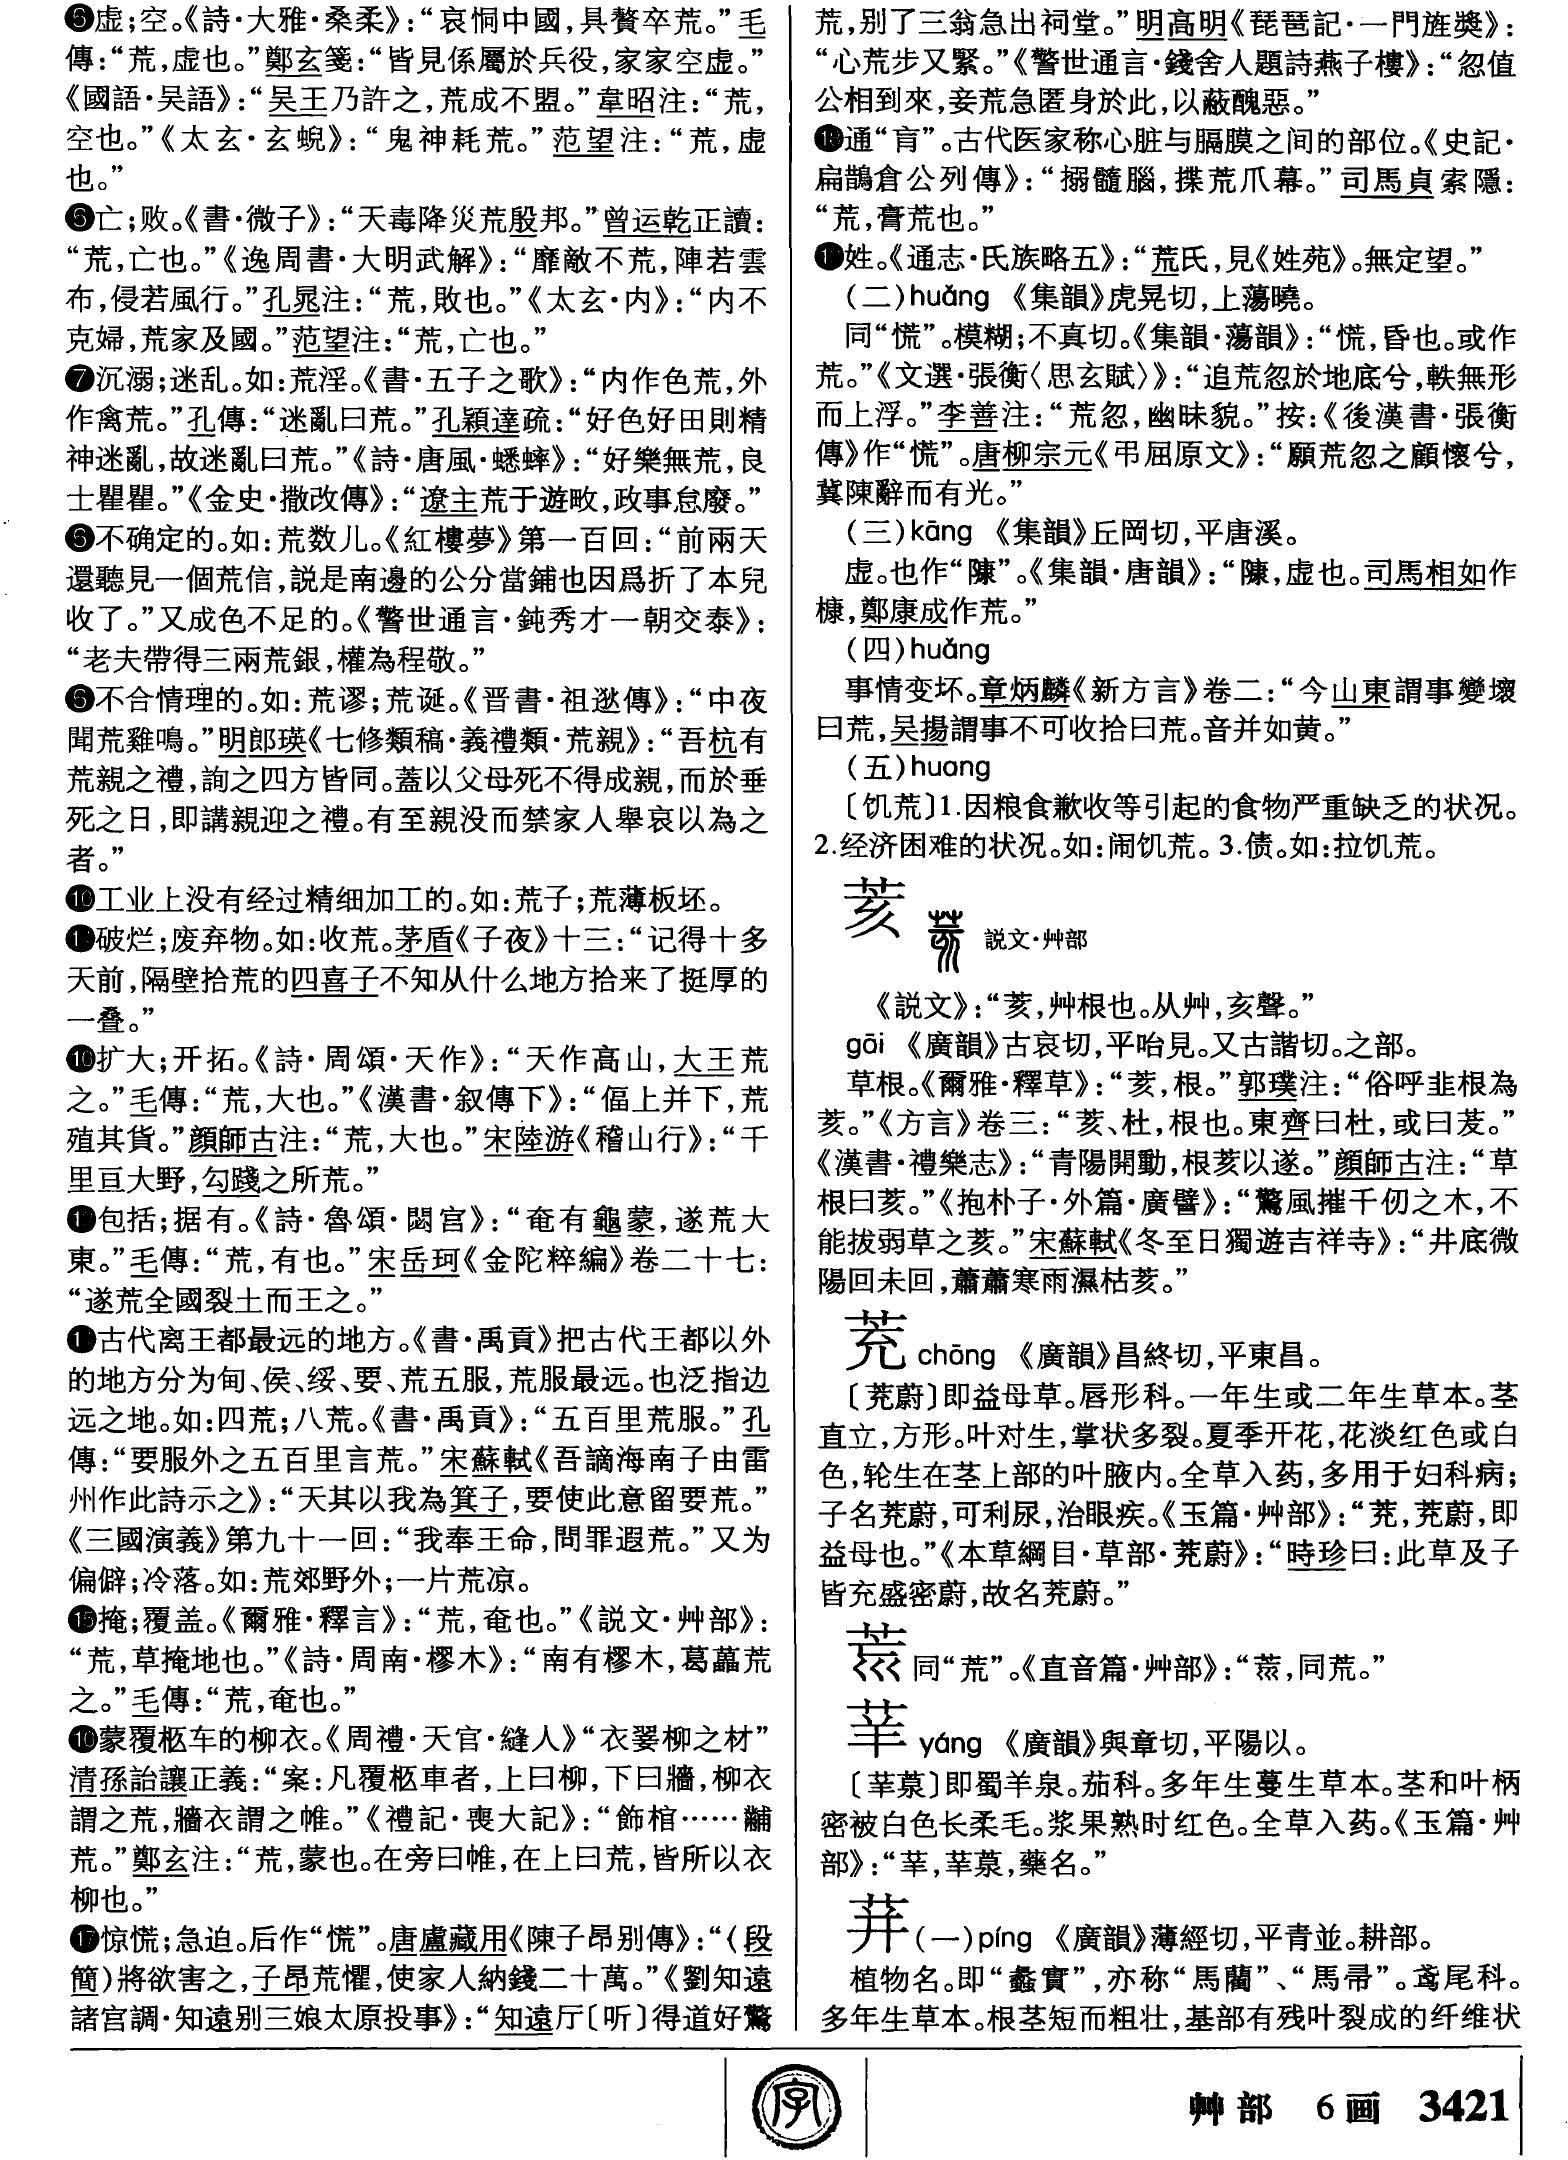 ❺虚；空。《詩·大雅·桑柔》：“哀恫中國，具贅卒荒。”毛
傳：“荒，虚也。”鄭玄箋：“皆見係屬於兵役，家家空虚。”
《國語·吴語》：“吴王乃許之，荒成不盟。”韋昭注：“荒，
空也。”《太玄·玄蜺》：“鬼神耗荒。”范望注：“荒，虚
也。”
❻亡；败。《書·微子》：“天毒降災荒殷邦。”曾运乾正讀：
“荒，亡也。”《逸周書·大明武解》：“靡敵不荒，陣若雲
布，侵若風行。”孔晁注：“荒，敗也。”《太玄·内》：“内不
克婦，荒家及國。”范望注：“荒，亡也。”
❼沉溺；迷乱。如：荒淫。《書·五子之歌》：“内作色荒，外
作禽荒。”孔傳：“迷亂曰荒。”孔穎達疏：“好色好田則精
神迷亂，故迷亂曰荒。”《詩·唐風·蟋蟀》：“好樂無荒，良
士瞿瞿。”《金史·撒改傳》：“遼主荒于遊畋，政事怠廢。”
不确定的。如：荒数儿。《紅樓夢》第一百回：“前兩天
還聽見一個荒信，説是南邊的公分當鋪也因爲折了本兒
收了。”又成色不足的。《警世通言·鈍秀才一朝交泰》：
“老夫帶得三兩荒銀，權為程敬。”
不合情理的。如：荒谬；荒诞。《晋書·祖逖傳》：“中夜
聞荒雞鳴。”明郎瑛《七修類稿·義禮類·荒親》：“吾杭有
荒親之禮，詢之四方皆同。蓋以父母死不得成親，而於垂
死之日，即講親迎之禮。有至親没而禁家人舉哀以為之
者。”
❿工业上没有经过精细加工的。如：荒子；荒薄板坯。
破烂；废弃物。如：收荒。茅盾《子夜》十三：“记得十多
天前，隔壁拾荒的四喜子不知从什么地方拾来了挺厚的
一叠。”
扩大；开拓。《詩·周頌·天作》：“天作高山，大王荒
之。”毛傳：“荒，大也。”《漢書·叙傳下》：“偪上并下，荒
殖其貨。”顔師古注：“荒，大也。”宋陸游《稽山行》：“千
里亘大野，勾踐之所荒。”
包括；据有。《詩·魯頌·閟宫》：“奄有龜蒙，遂荒大
東。”毛傳：“荒，有也。”宋岳珂《金陀粹編》卷二十七：
“遂荒全國裂土而王之。”
古代离王都最远的地方。《書·禹貢》把古代王都以外
的地方分为甸、侯、绥、要、荒五服，荒服最远。也泛指边
远之地。如：四荒；八荒。《書·禹貢》：“五百里荒服。”孔
傳：“要服外之五百里言荒。”宋蘇軾《吾謫海南子由雷
州作此詩示之》：“天其以我為箕子，要使此意留要荒。”
《三國演義》第九十一回：“我奉王命，問罪遐荒。”又为
偏僻；冷落。如：荒郊野外；一片荒凉。
⓯掩；覆盖。《爾雅·釋言》：“荒，奄也。”《説文·艸部》：
“荒，草掩地也。”《詩·周南·樛木》：“南有樛木，葛藟荒
之。”毛傳：“荒，奄也。”
蒙覆柩车的柳衣。《周禮·天官·縫人》“衣翣柳之材”
清孫詒讓正義：“案：凡覆柩車者，上曰柳，下曰牆，柳衣
謂之荒，牆衣謂之帷。”《禮記·喪大記》：“飾棺……黼
荒。”鄭玄注：“荒，蒙也。在旁曰帷，在上曰荒，皆所以衣
柳也。”
⓱惊慌；急迫。后作“慌”。唐盧藏用《陳子昂别傳》：“（段
簡）將欲害之，子昂荒懼，使家人納錢二十萬。”《劉知遠
諸宫調·知遠别三娘太原投事》：“知遠厅〔听〕得道好驚
荒，别了三翁急出祠堂。”明高明《琵琶記·一門旌奬》：
“心荒步又緊。”《警世通言·錢舍人題詩燕子樓》：“忽值
公相到來，妾荒急匿身於此，以蔽醜惡。”
通“肓”。古代医家称心脏与膈膜之间的部位。《史記·
扁鵲倉公列傳》：“搦髓腦，揲荒爪幕。”司馬貞索隱：
“荒，膏荒也。”
姓。《通志·氏族略五》：“荒氏，見《姓苑》。無定望。”
（二）huǎng 《集韻》虎晃切，上蕩曉。
同“慌”。模糊；不真切。《集韻·蕩韻》：“慌，昏也。或作
荒。”《文選·張衡〈思玄賦〉》：“追荒忽於地底兮，軼無形
而上浮。”李善注：“荒忽，幽昧貌。”按：《後漢書·張衡
傳》作“慌”。唐柳宗元《弔屈原文》：“願荒忽之顧懷兮，
冀陳辭而有光。”
（三）kāng 《集韻》丘岡切，平唐溪。
虚。也作“𨻷”。《集韻·唐韻》：“𨻷，虚也。司馬相如作
槺，鄭康成作荒。”
（四）huǎng
事情变坏。章炳麟《新方言》卷二：“今山東謂事變壞
曰荒，吴揚謂事不可收拾曰荒。音并如黄。”
（五）huang
〔饥荒〕1.因粮食歉收等引起的食物严重缺乏的状况。
2.经济困难的状况。如：闹饥荒。3.债。如：拉饥荒。
荄 説文·艸部
《説文》：“荄，艸根也。从艸，亥聲。”
gāi 《廣韻》古哀切，平咍見。又古諧切。之部。
草根。《爾雅·釋草》：“荄，根。”郭璞注：“俗呼韭根為
荄。”《方言》卷三：“荄、杜，根也。東齊曰杜，或曰茇。”
《漢書·禮樂志》：“青陽開動，根荄以遂。”顔師古注：“草
根曰荄。”《抱朴子·外篇·廣譬》：“驚風摧千仞之木，不
能拔弱草之荄。”宋蘇軾《冬至日獨遊吉祥寺》：“井底微
陽回未回，蕭蕭寒雨濕枯荄。”
茺 chōng 《廣韻》昌終切，平東昌。
〔茺蔚〕即益母草。唇形科。一年生或二年生草本。茎
直立，方形。叶对生，掌状多裂。夏季开花，花淡红色或白
色，轮生在茎上部的叶腋内。全草入药，多用于妇科病；
子名茺蔚，可利尿，治眼疾。《玉篇·艸部》：“茺，茺蔚，即
益母也。”《本草綱目·草部·茺蔚》：“時珍曰：此草及子
皆充盛密蔚，故名茺蔚。”
同“荒”。《直音篇·艸部》：“，同荒。”
䒺 yáng 《廣韻》與章切，平陽以。
〔䒺葲〕即蜀羊泉。茄科。多年生蔓生草本。茎和叶柄
密被白色长柔毛。浆果熟时红色。全草入药。《玉篇·艸
部》：“䒺，䒺葲，藥名。”
荓（一）píng 《廣韻》薄經切，平青並。耕部。
植物名。即“蠡實”，亦称“馬藺”、“馬帚”。鸢尾科。
多年生草本。根茎短而粗壮，基部有残叶裂成的纤维状
字
艸部 6画 3421